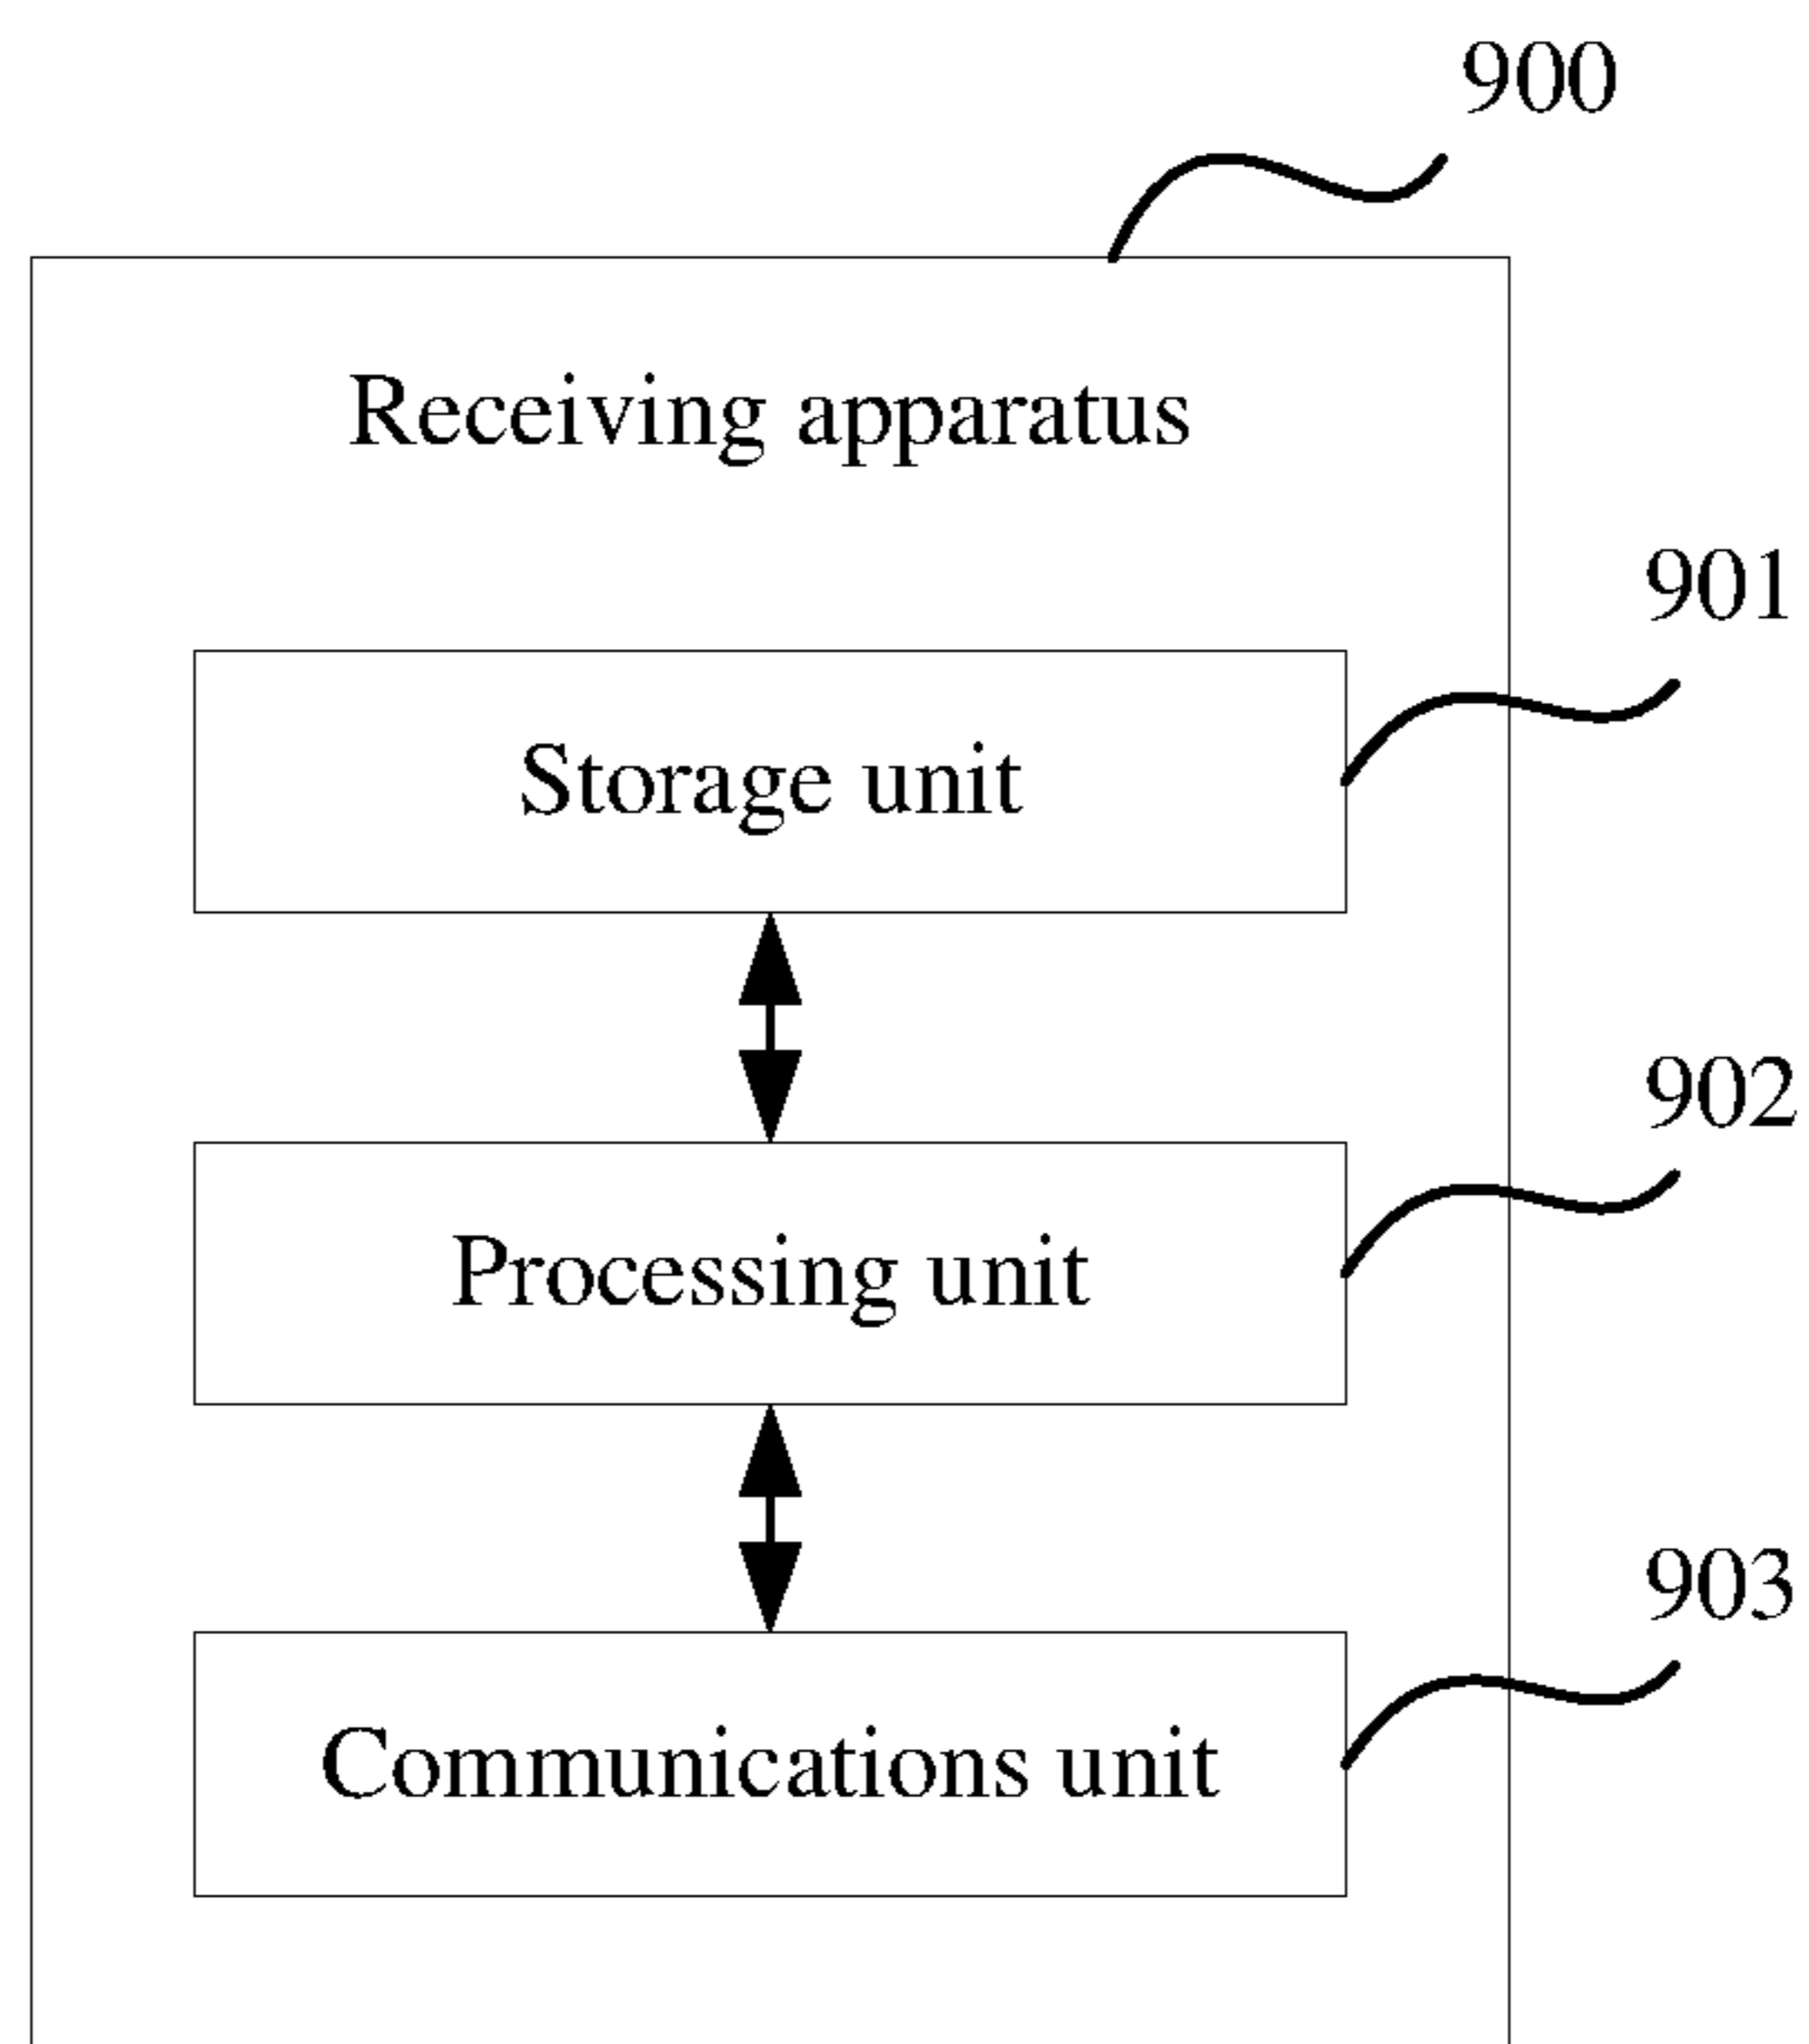 900
Receiving apparatus
901
Storage unit
902
Processing unit
903
Communications unit